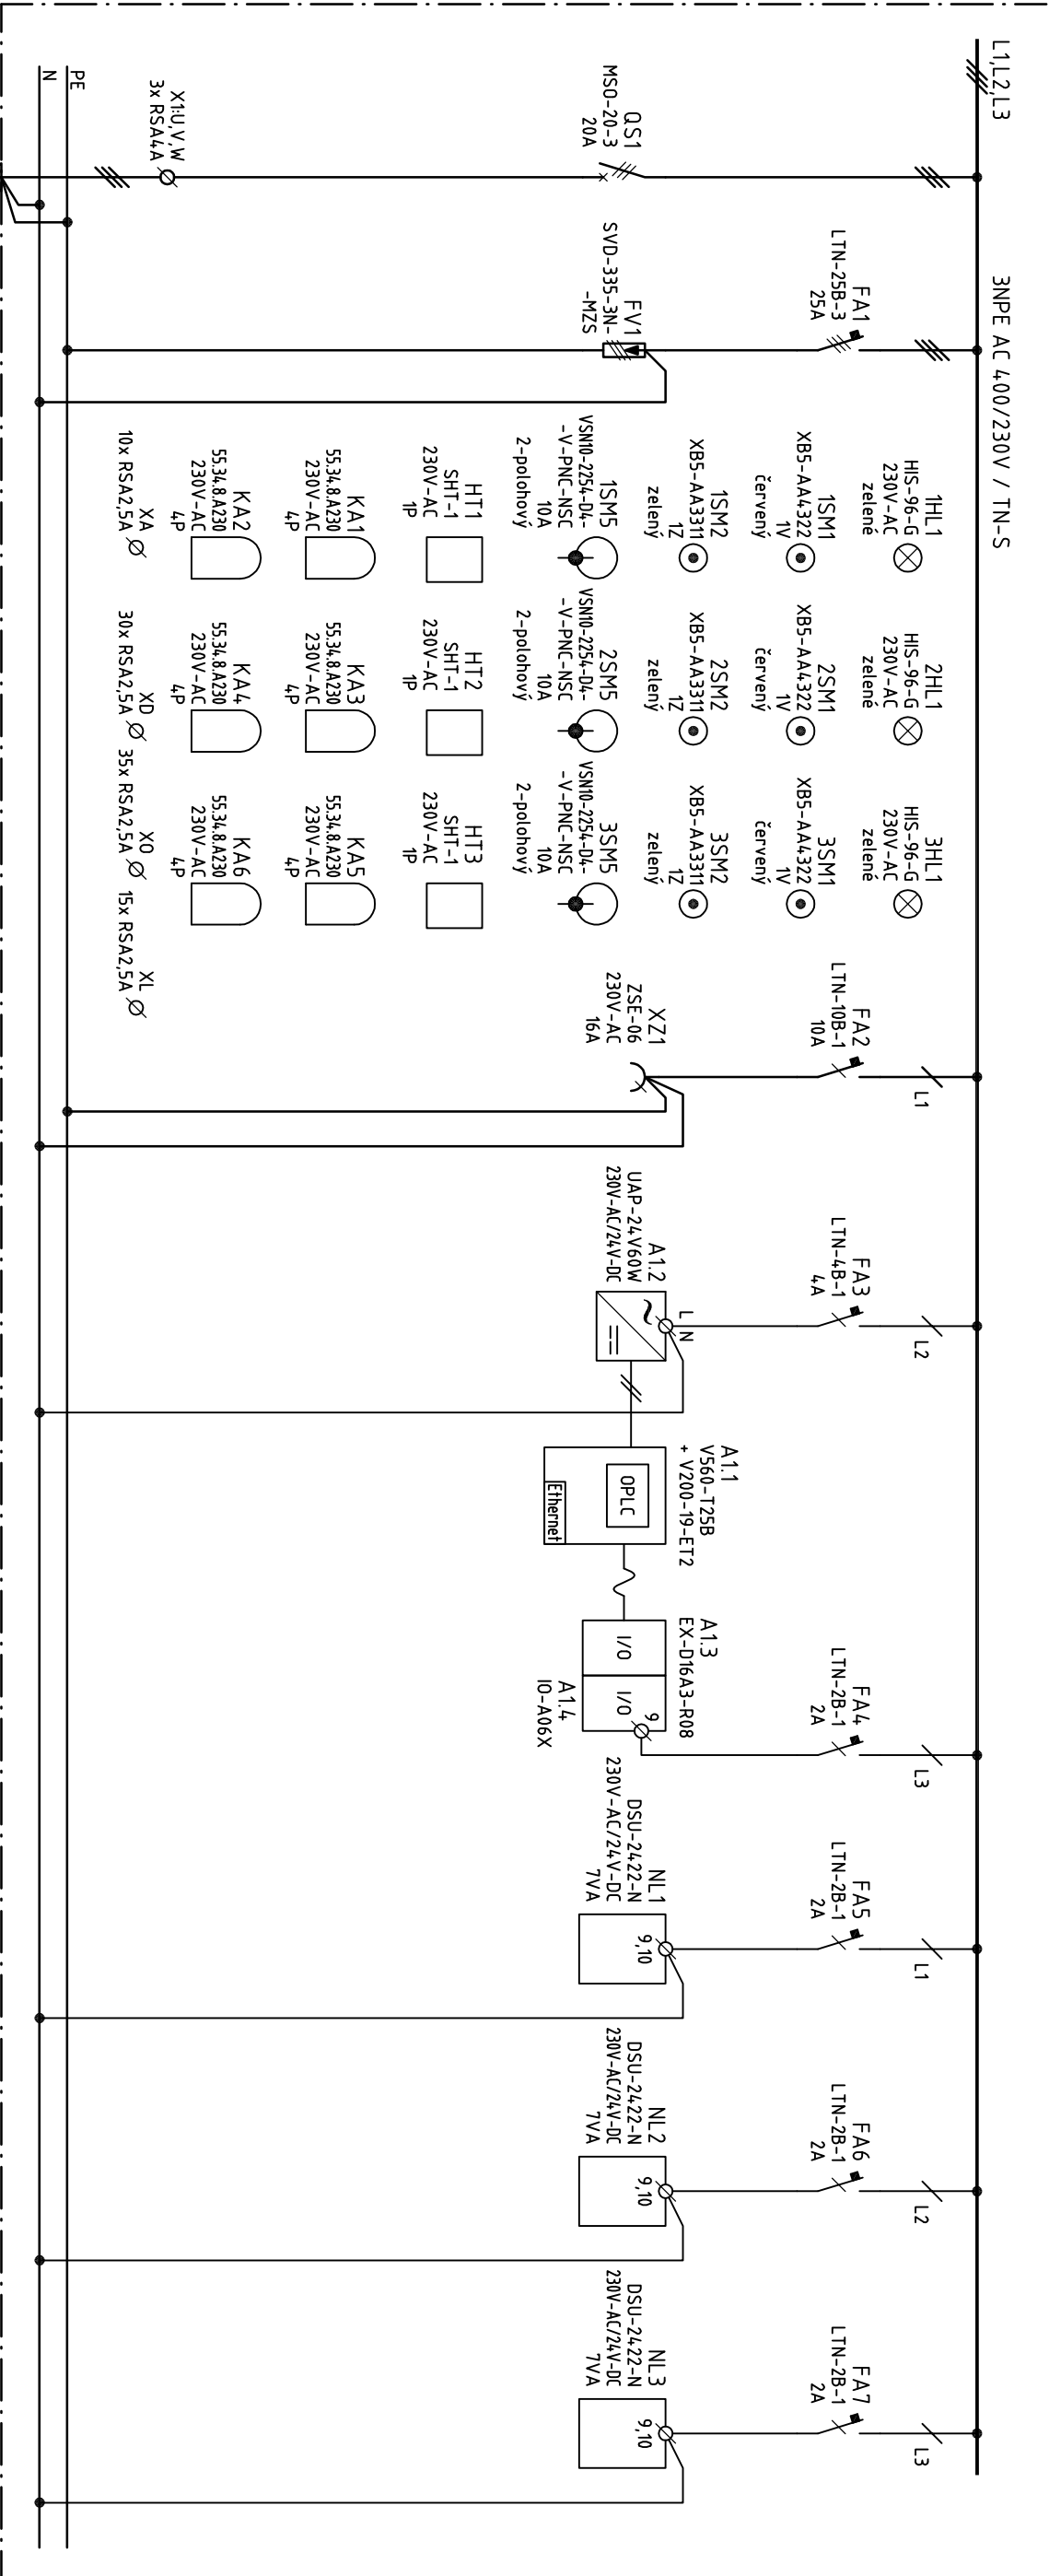 L1,L2,L3
3NPE AC 400/230V / TN-S
PE
N
X1:U,V,W
3x RSA4A
QS1
MSO-20-3
20A
FA1
LTN-25B-3
25A
FV1
SVD-335-3N-
-MZS
1HL1
HIS-96-G
230V-AC
zelené
2HL1
HIS-96-G
230V-AC
zelené
3HL1
HIS-96-G
230V-AC
zelené
1SM1
XB5-AA4322
1V
červený
2SM1
XB5-AA4322
1V
červený
3SM1
XB5-AA4322
1V
červený
1SM2
XB5-AA3311
1Z
zelený
2SM2
XB5-AA3311
1Z
zelený
3SM2
XB5-AA3311
1Z
zelený
1SM5
VSN10-2254-D4-
-V-PNC-NSC
10A
2-polohový
2SM5
VSN10-2254-D4-
-V-PNC-NSC
10A
2-polohový
3SM5
VSN10-2254-D4-
-V-PNC-NSC
10A
2-polohový
HT1
SHT-1
230V-AC
1P
HT2
SHT-1
230V-AC
1P
HT3
SHT-1
230V-AC
1P
KA1
55.34.8.A230
230V-AC
4P
KA3
55.34.8.A230
230V-AC
4P
KA5
55.34.8.A230
230V-AC
4P
KA2
55.34.8.A230
230V-AC
4P
KA4
55.34.8.A230
230V-AC
4P
KA6
55.34.8.A230
230V-AC
4P
XA
10x RSA2,5A
XD
30x RSA2,5A
XO
35x RSA2,5A
XL
15x RSA2,5A
FA2
LTN-10B-1
10A
L1
XZ1
ZSE-06
230V-AC
16A
FA3
LTN-4B-1
4A
L2
A1.2
UAP-24V60W
230V-AC/24V-DC
L N
A1.1
V560-T25B
+ V200-19-ET2
OPLC
Ethernet
A1.3
EX-D16A3-R08
I/O
I/O
9
A1.4
IO-A06X
FA4
LTN-2B-1
2A
L3
FA5
LTN-2B-1
2A
L1
NL1
DSU-2422-N
230V-AC/24V-DC
7VA
9,10
FA6
LTN-2B-1
2A
L2
NL2
DSU-2422-N
230V-AC/24V-DC
7VA
9,10
FA7
LTN-2B-1
2A
L3
NL3
DSU-2422-N
230V-AC/24V-DC
7VA
9,10